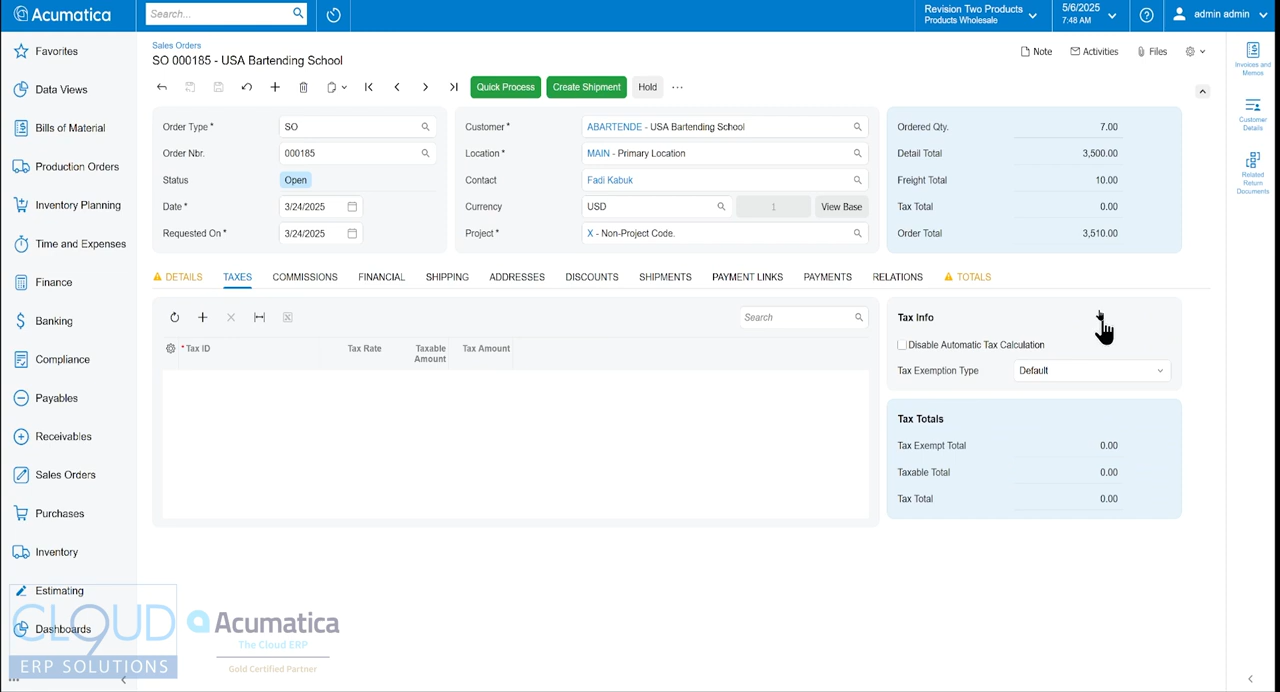 Acumatica
Search...
Revision Two Products
Products Wholesale
5/6/2025
7:48 AM
admin admin
Favorites
Data Views
Bills of Material
Production Orders
Inventory Planning
Time and Expenses
Finance
Banking
Compliance
Payables
Receivables
Sales Orders
Purchases
Inventory
Estimating
Dashboards
Sales Orders
SO 000185 - USA Bartending School
Note
Activities
Files
Quick Process
Create Shipment
Hold
Order Type *
SO
Order Nbr.
000185
Status
Open
Date *
3/24/2025
Requested On *
3/24/2025
Customer *
ABARTENDE - USA Bartending School
Location *
MAIN - Primary Location
Contact
Fadi Kabuk
Currency
USD
1
View Base
Project *
X - Non-Project Code.
Ordered Qty.
7.00
Detail Total
3,500.00
Freight Total
10.00
Tax Total
0.00
Order Total
3,510.00
Invoices and
Memos
Customer
Details
Related
Return
Documents
DETAILS
TAXES
COMMISSIONS
FINANCIAL
SHIPPING
ADDRESSES
DISCOUNTS
SHIPMENTS
PAYMENT LINKS
PAYMENTS
RELATIONS
TOTALS
Search
* Tax ID
Tax Rate
Taxable
Amount
Tax Amount
Tax Info
Disable Automatic Tax Calculation
Tax Exemption Type
Default
Tax Totals
Tax Exempt Total
0.00
Taxable Total
0.00
Tax Total
0.00
CLOUD
9
ERP SOLUTIONS
Acumatica
The Cloud ERP
Gold Certified Partner